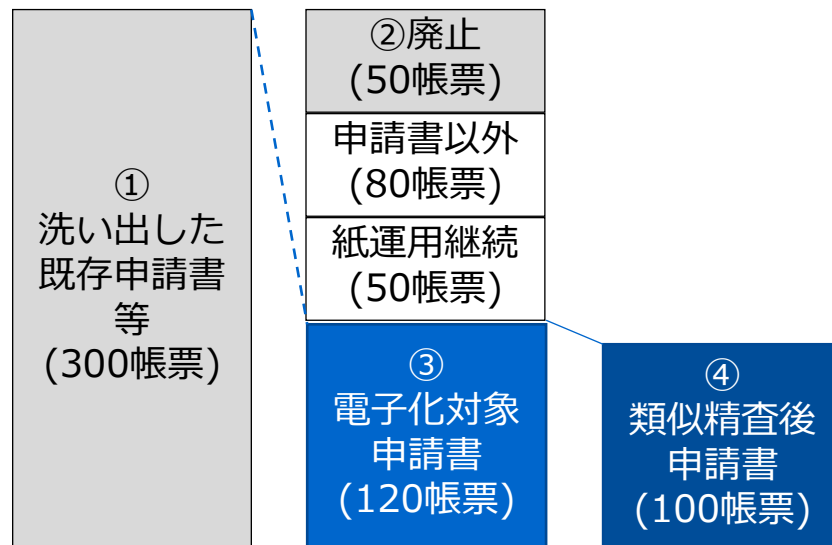 ①
洗い出した
既存申請書
等
(300帳票)
②廃止
(50帳票)
申請書以外
(80帳票)
紙運用継続
(50帳票)
③
電子化対象
申請書
(120帳票)
④
類似精査後
申請書
(100帳票)